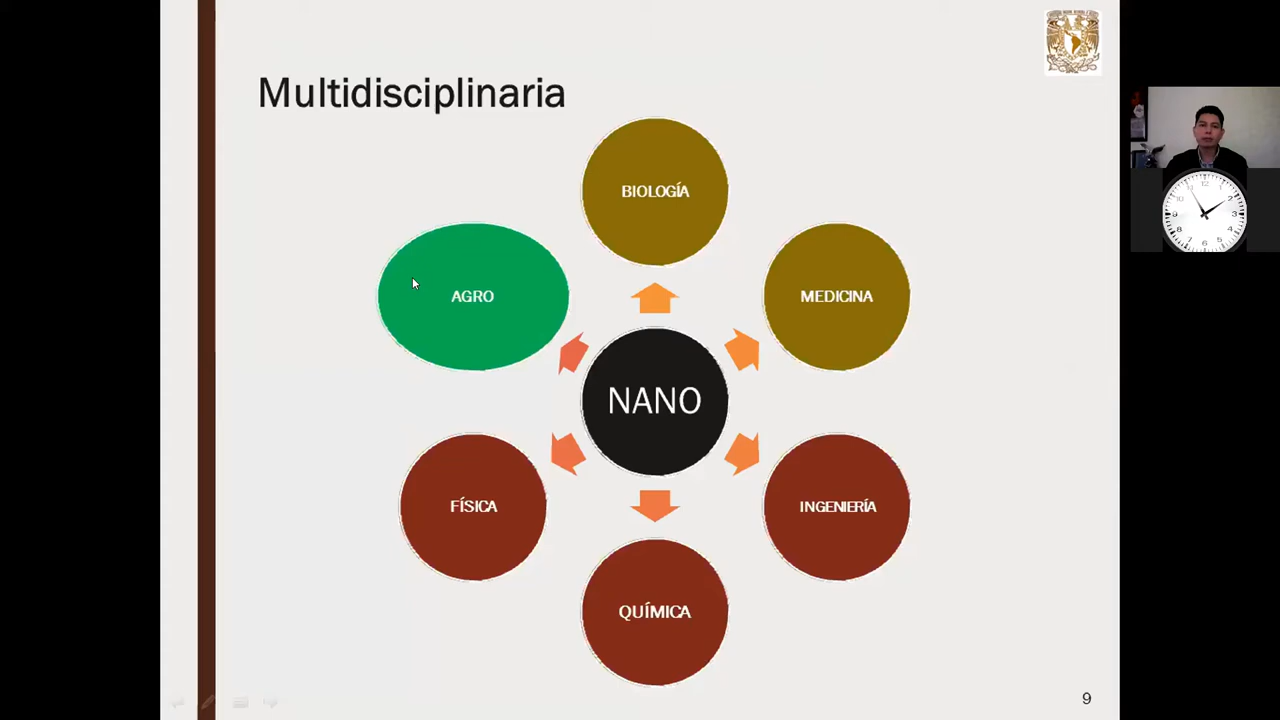 Multidisciplinaria
BIOLOGÍA
AGRO
MEDICINA
NANO
FÍSICA
INGENIERÍA
QUÍMICA
9